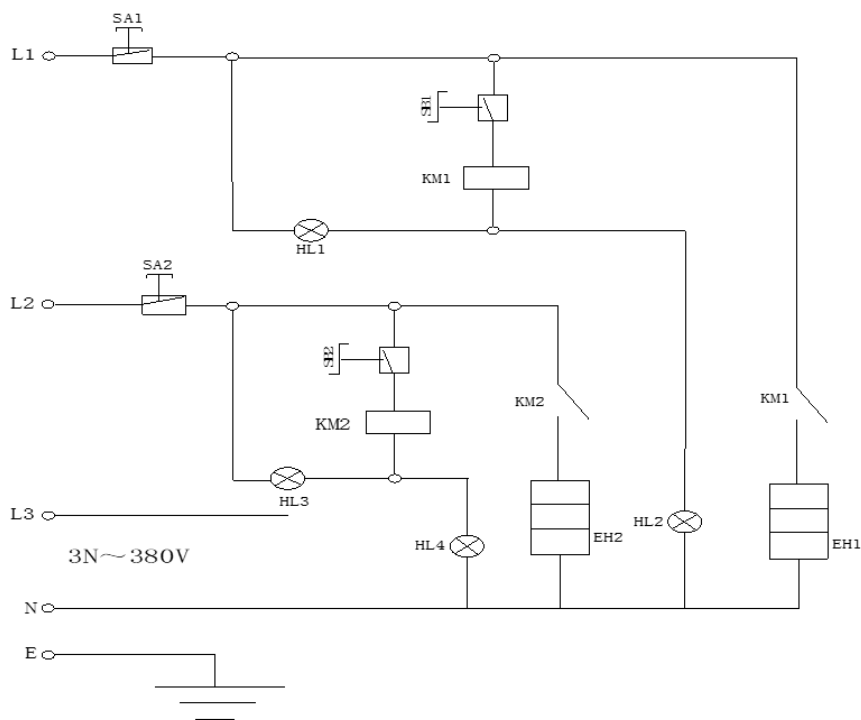 SA1
L1
SB1
KM1
HL1
SA2
L2
SB2
KM2
KM2
KM1
HL3
L3
HL4
EH2
HL2
EH1
3N～380V
N
E